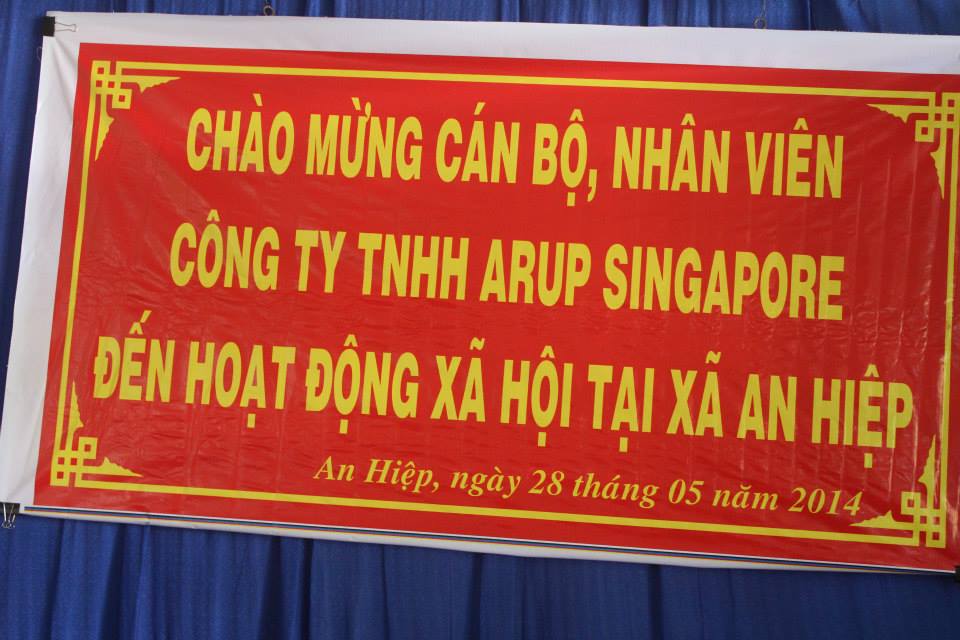 CHÀO MỪNG CÁN BỘ, NHÂN VIÊN
CÔNG TY TNHH ARUP SINGAPORE
ĐẾN HOẠT ĐỘNG XÃ HỘI TẠI XÃ AN HIỆP
An Hiệp, ngày 28 tháng 05 năm 2014